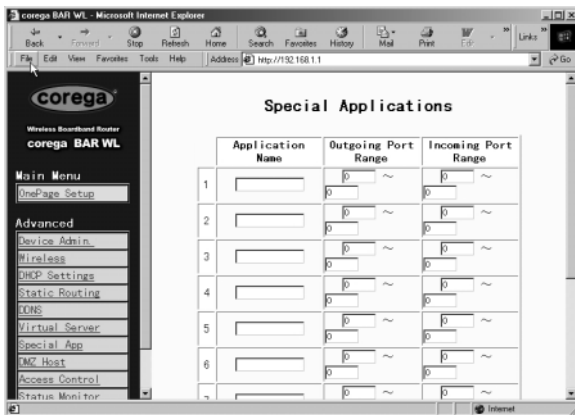 corega BAR WL - Microsoft Internet Explorer
Back Forward Stop Refresh Home Search Favorites History Mail Print Edit Links
File Edit View Favorites Tools Help Address http://192.168.1.1 Go
corega
Wireless Boardband Router
corega BAR WL
Main Menu
OnePage Setup
Advanced
Device Admin
Wireless
DHCP Settings
Static Routing
DDNS
Virtual Server
Special App
DMZ Host
Access Control
Status Monitor
Special Applications
Application Name Outgoing Port Range Incoming Port Range
1 0 ~ 0 0 ~ 0
2 0 ~ 0 0 ~ 0
3 0 ~ 0 0 ~ 0
4 0 ~ 0 0 ~ 0
5 0 ~ 0 0 ~ 0
6 0 ~ 0 0 ~ 0
0 ~ 0 ~
Internet